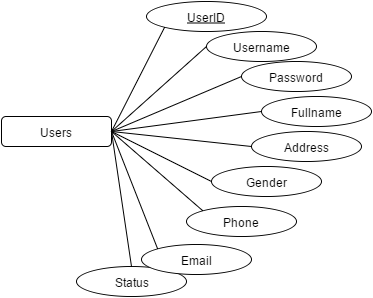 UserID
Username
Password
Fullname
Users
Address
Gender
Phone
Email
Status